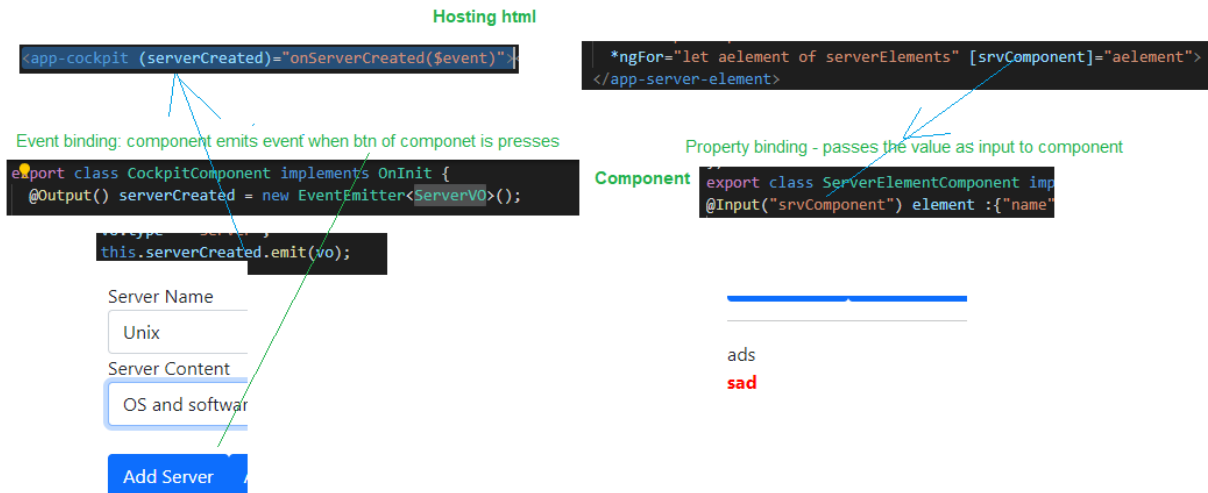 Hosting html
<app-cockpit (serverCreated)="onServerCreated($event)">
*ngFor="let aelement of serverElements" [srvComponent]="aelement">
</app-server-element>
Event binding: component emits event when btn of componet is presses
Property binding - passes the value as input to component
export class CockpitComponent implements OnInit {
@Output() serverCreated = new EventEmitter<ServerVO>();
Component
export class ServerElementComponent imp
@Input("srvComponent") element :{"name"
this.serverCreated.emit(vo);
Server Name
Unix
Server Content
OS and softwar
ads
sad
Add Server